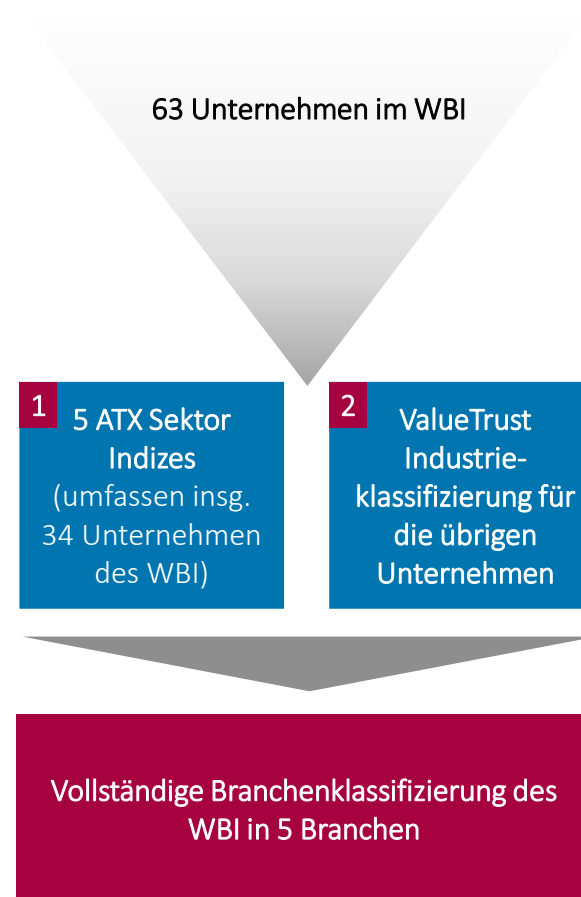 63 Unternehmen im WBI
1
5 ATX Sektor
Indizes
(umfassen insg.
34 Unternehmen
des WBI)
2
ValueTrust
Industrie-
klassifizierung für
die übrigen
Unternehmen
Vollständige Branchenklassifizierung des
WBI in 5 Branchen